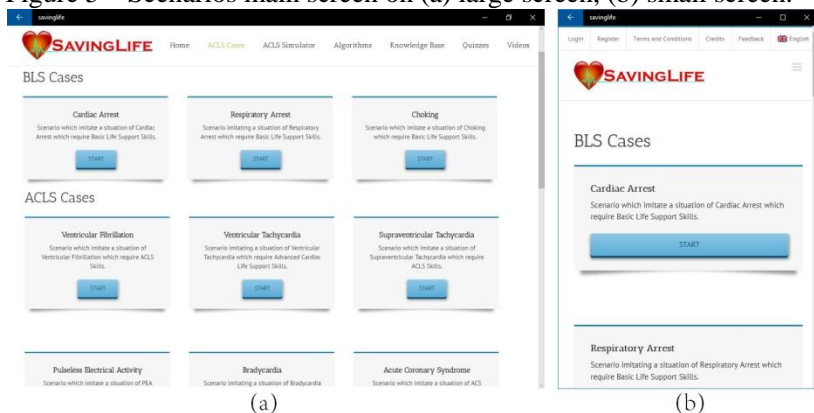 Figure 3 – Scenarios main screen on (a) large screen, (b) small screen.
savinglife
SAVINGLIFE
Home ACLS Cases ACLS Simulator Algorithms Knowledge Base Quizzes Videos
BLS Cases
Cardiac Arrest
Scenario which imitate a situation of Cardiac
Arrest which require Basic Life Support Skills.
START
Respiratory Arrest
Scenario imitating a situation of Respiratory
Arrest which require Basic Life Support Skills.
START
Choking
Scenario which imitate a situation of Choking
which require Basic Life Support Skills.
START
ACLS Cases
Ventricular Fibrillation
Scenario which imitate a situation of
Ventricular Fibrillation which require ACLS
Skills.
START
Ventricular Tachycardia
Scenario imitating a situation of Ventricular
Tachycardia which require Advanced Cardiac
Life Support Skills.
START
Supraventricular Tachycardia
Scenario which imitate a situation of
Supraventricular Tachycardia which require
ACLS Skills.
START
Pulseless Electrical Activity
Scenario which imitate a situation of PEA
Bradycardia
Scenario imitating a situation of Bradycardia
Acute Coronary Syndrome
Scenario which imitate a situation of ACS
(a)
savinglife
Login Register Terms and Conditions Credits Feedback English
SAVINGLIFE
BLS Cases
Cardiac Arrest
Scenario which imitate a situation of Cardiac Arrest which
require Basic Life Support Skills.
START
Respiratory Arrest
Scenario imitating a situation of Respiratory Arrest which
require Basic Life Support Skills.
(b)